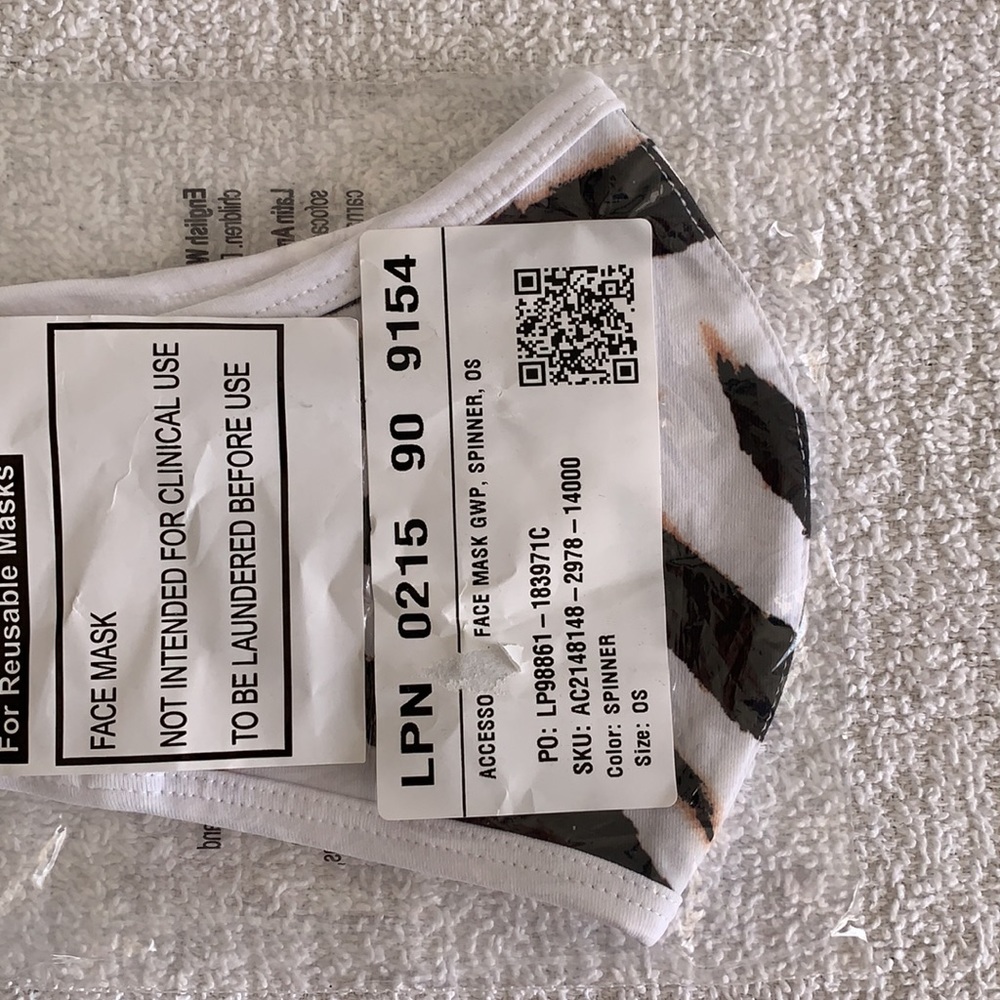 For Reusable Masks
FACE MASK
NOT INTENDED FOR CLINICAL USE
TO BE LAUNDERED BEFORE USE
LPN 0215 90 9154
ACCESSO FACE MASK GWP, SPINNER, OS
PO: LP98861-183971C
SKU: AC2148148-2978-14000
Color: SPINNER
Size: OS
English W
children.
Latin Am
sofoca